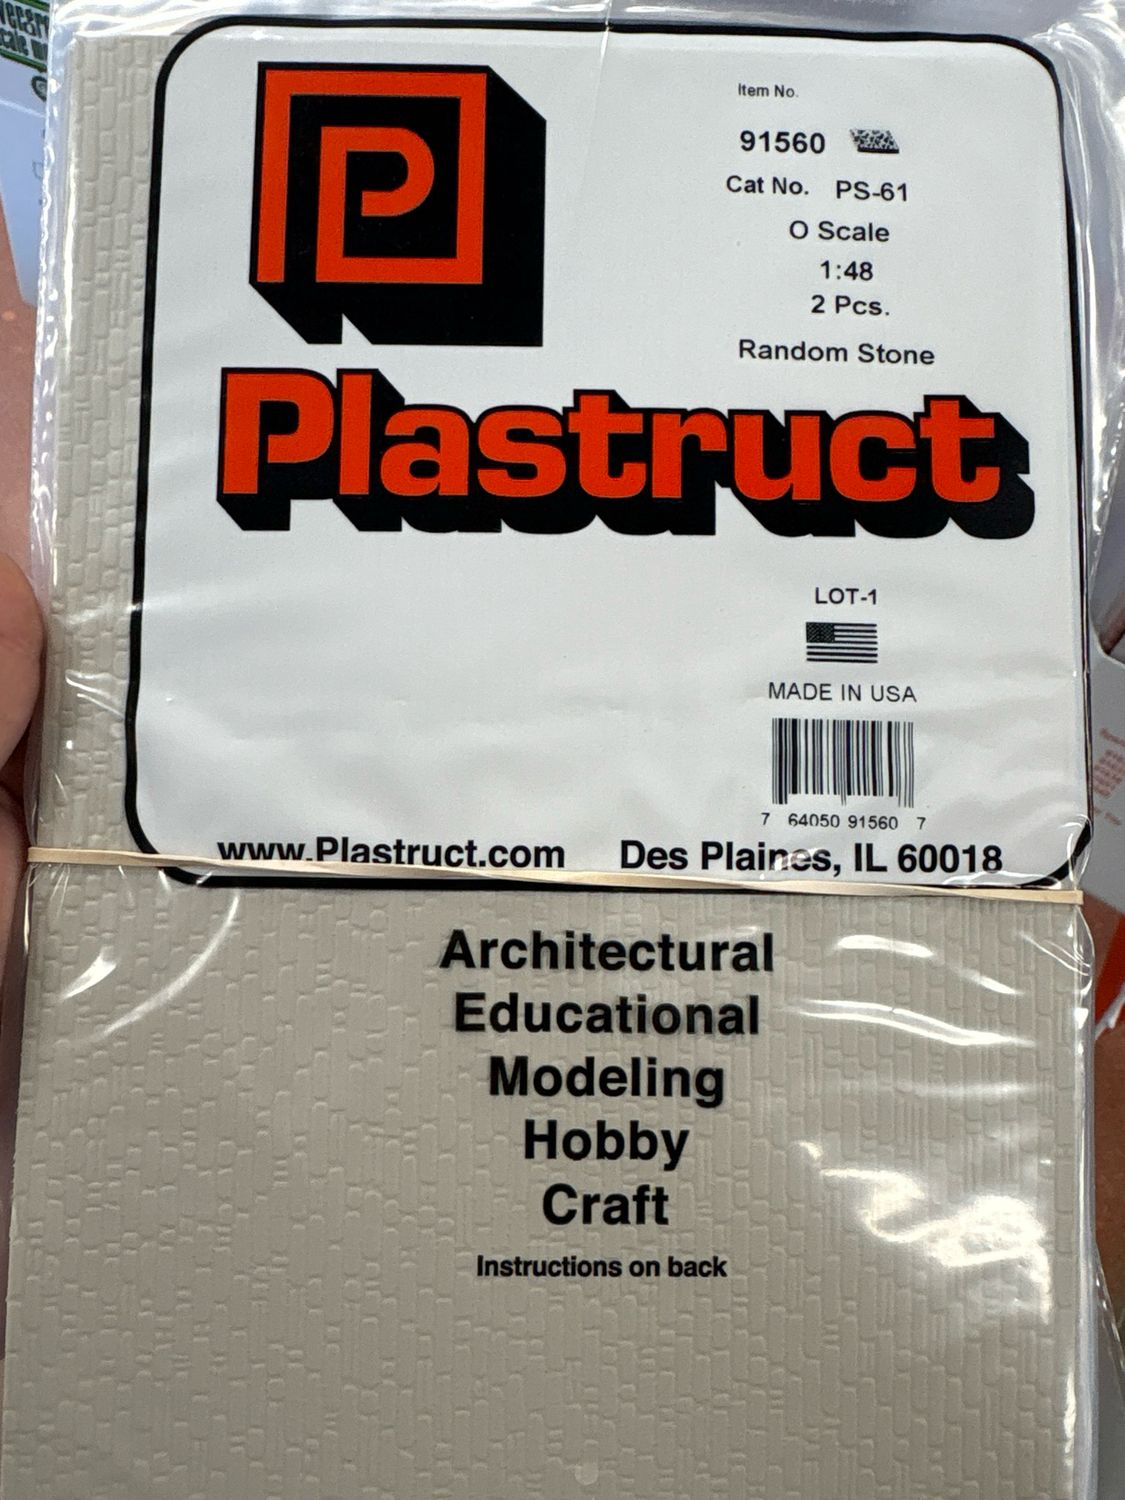 Item No.
91560
Cat No. PS-61
O Scale
1:48
2 Pcs.
Random Stone
Plastruct
LOT-1
MADE IN USA
7 64050 91560 7
www.Plastruct.com Des Plaines, IL 60018
Architectural
Educational
Modeling
Hobby
Craft
Instructions on back